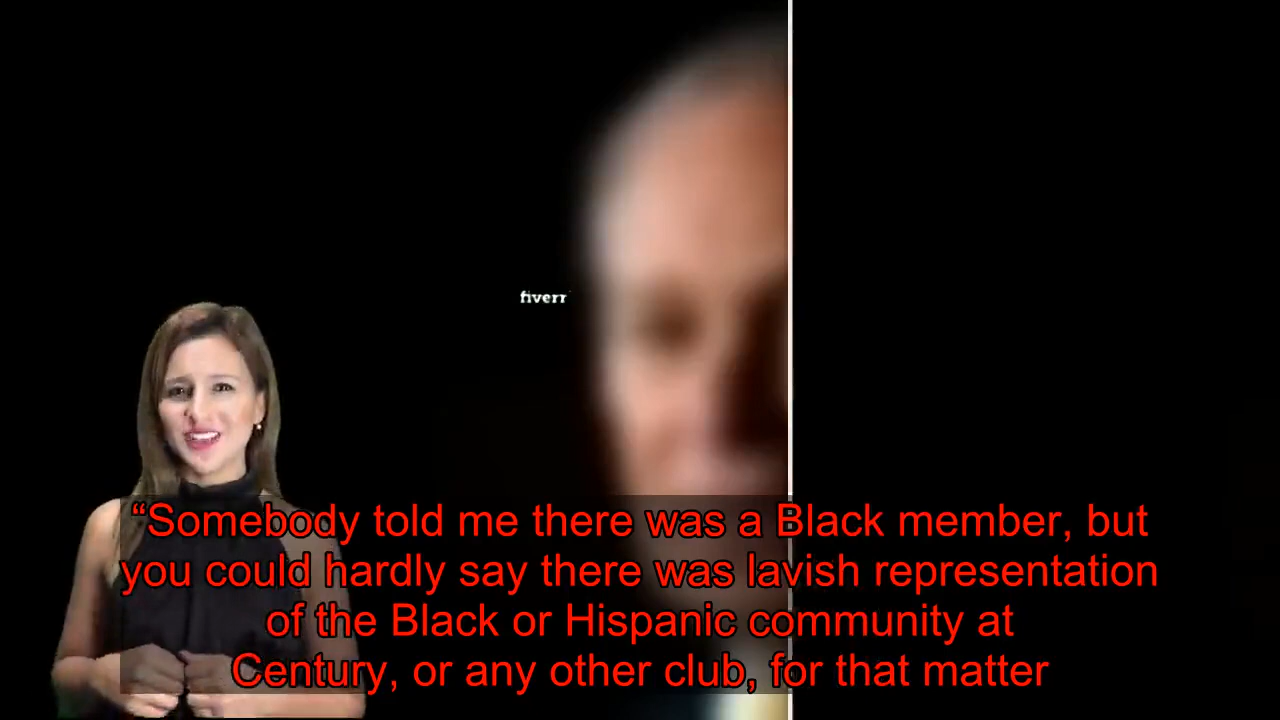 fiverr
“Somebody told me there was a Black member, but
you could hardly say there was lavish representation
of the Black or Hispanic community at
Century, or any other club, for that matter